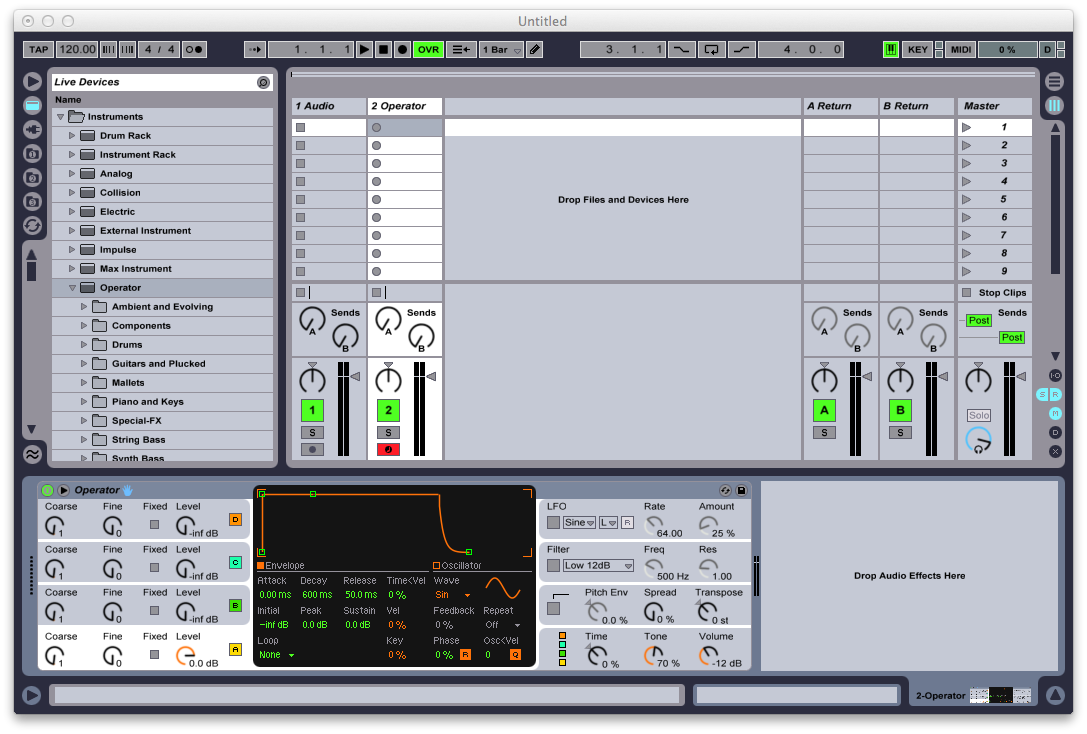 Untitled
TAP 120.00 4 / 4 1. 1. 1 OVR 1 Bar 3. 1. 1 4. 0. 0 KEY MIDI 0 % D
Live Devices
Name
Instruments
Drum Rack
Instrument Rack
Analog
Collision
Electric
External Instrument
Impulse
Max Instrument
Operator
Ambient and Evolving
Components
Drums
Guitars and Plucked
Mallets
Piano and Keys
Special-FX
String Bass
Synth Bass
1
2
3
1 Audio 2 Operator A Return B Return Master
1
2
3
4
5
6
7
8
9
Drop Files and Devices Here
Stop Clips
Sends Sends Sends Sends Sends
A A A A Post
B B B B Post
1 2 A B Solo
S S S S
I-O
S R
M
D
X
Operator
Coarse Fine Fixed Level
1 0 -inf dB D
Coarse Fine Fixed Level
1 0 -inf dB C
Coarse Fine Fixed Level
1 0 -inf dB B
Coarse Fine Fixed Level
1 0 0.0 dB A
Envelope Oscillator
Attack Decay Release Time<Vel Wave
0.00 ms 600 ms 50.0 ms 0 % Sin
Initial Peak Sustain Vel Feedback Repeat
-inf dB 0.0 dB 0.0 dB 0 % 0 % Off
Loop Key Phase Osc<Vel
None 0 % 0 % R 0 Q
LFO Rate Amount
Sine L R 64.00 25 %
Filter Freq Res
Low 12dB 500 Hz 1.00
Pitch Env Spread Transpose
0.0 % 0 % 0 st
Time Tone Volume
0 % 70 % -12 dB
Drop Audio Effects Here
2-Operator